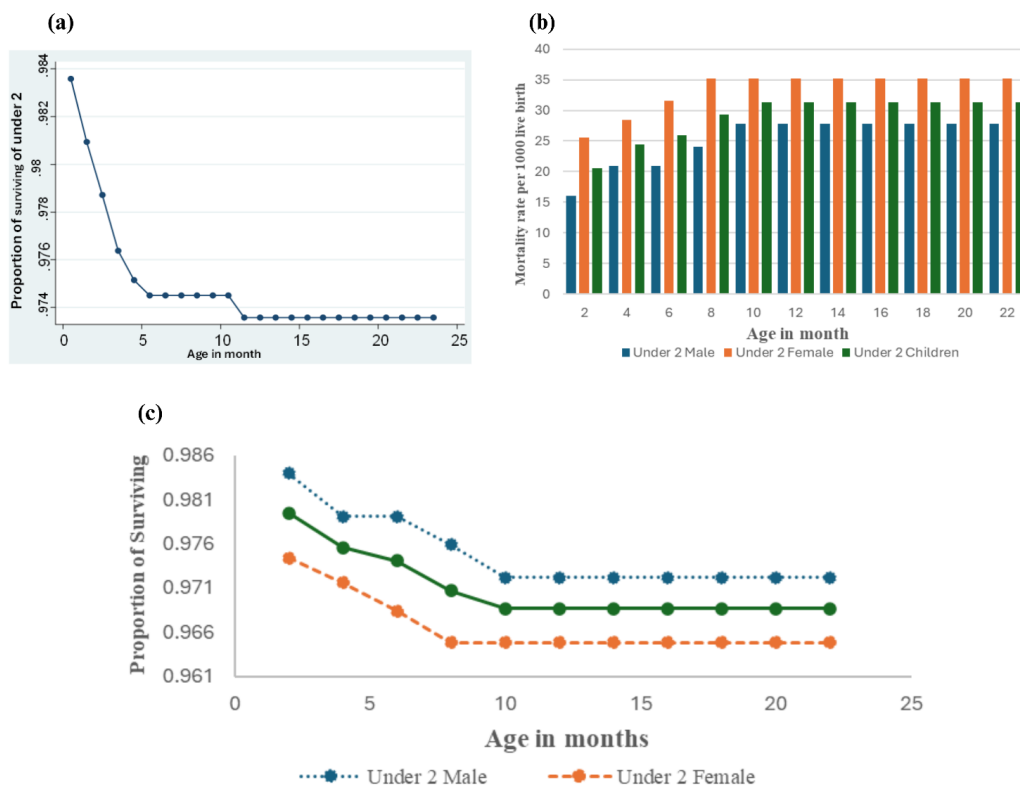 (a)
Proportion of suriving of under 2
.984
.982
.98
.978
.976
.974
0 5 10 15 20 25
Age in month
(b)
Mortality rate per 1000 live birth
40
35
30
25
20
15
10
5
0
2 4 6 8 10 12 14 16 18 20 22
Age in month
Under 2 Male Under 2 Female Under 2 Children
(c)
Proportion of Surviving
0.986
0.981
0.976
0.971
0.966
0.961
0 5 10 15 20 25
Age in months
Under 2 Male Under 2 Female